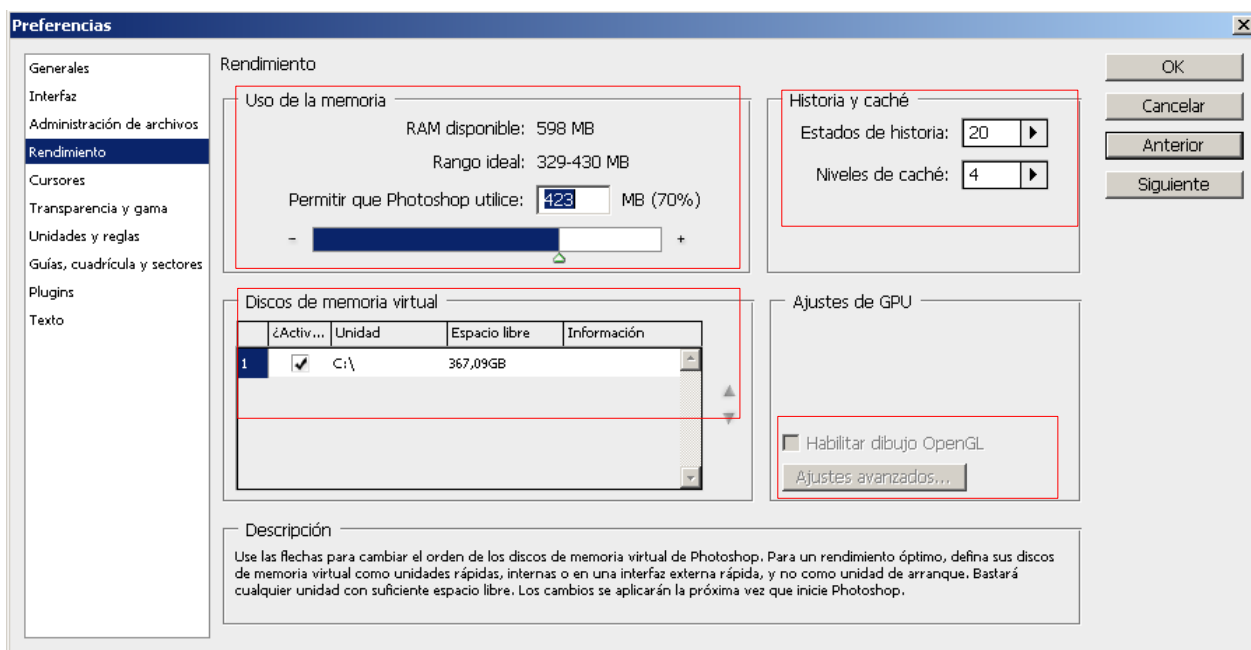 Preferencias
Generales
Interfaz
Administración de archivos
Rendimiento
Cursores
Transparencia y gama
Unidades y reglas
Guías, cuadrícula y sectores
Plugins
Texto
Rendimiento
Uso de la memoria
RAM disponible: 598 MB
Rango ideal: 329-430 MB
Permitir que Photoshop utilice: 423 MB (70%)
- +
Historia y caché
Estados de historia: 20
Niveles de caché: 4
OK
Cancelar
Anterior
Siguiente
Discos de memoria virtual
¿Activ... Unidad Espacio libre Información
1 C:\ 367,09GB
Ajustes de GPU
Habilitar dibujo OpenGL
Ajustes avanzados...
Descripción
Use las flechas para cambiar el orden de los discos de memoria virtual de Photoshop. Para un rendimiento óptimo, defina sus discos
de memoria virtual como unidades rápidas, internas o en una interfaz externa rápida, y no como unidad de arranque. Bastará
cualquier unidad con suficiente espacio libre. Los cambios se aplicarán la próxima vez que inicie Photoshop.